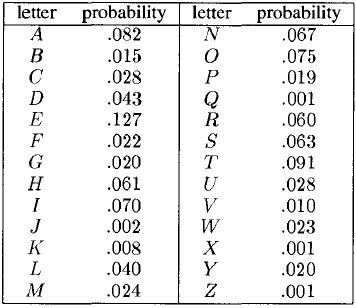 letter probability letter probability
A .082 N .067
B .015 O .075
C .028 P .019
D .043 Q .001
E .127 R .060
F .022 S .063
G .020 T .091
H .061 U .028
I .070 V .010
J .002 W .023
K .008 X .001
L .040 Y .020
M .024 Z .001